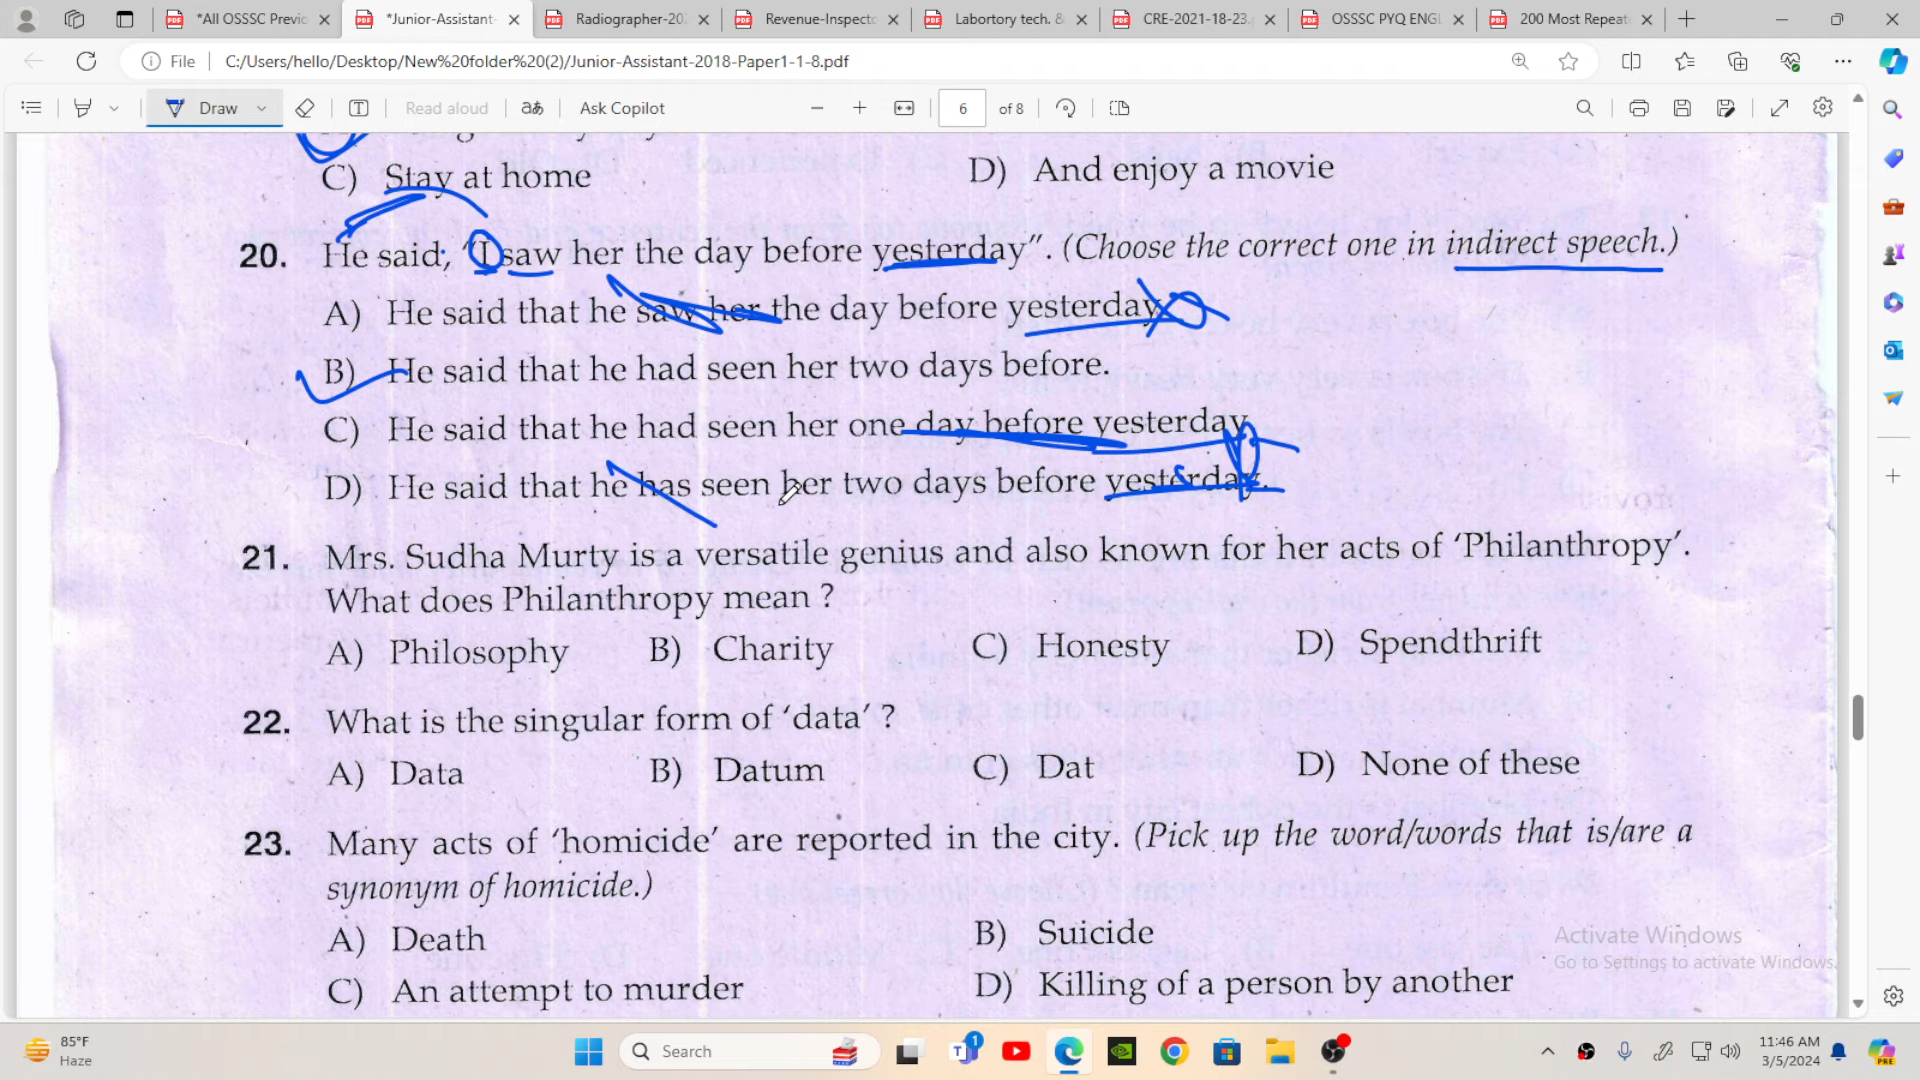 *All OSSSC Previo
*Junior-Assistant-
Radiographer-202
Revenue-Inspecto
Labortory tech. &
CRE-2021-18-23.p
OSSSC PYQ ENGL
200 Most Repeate
File
C:/Users/hello/Desktop/New%20folder%20(2)/Junior-Assistant-2018-Paper1-1-8.pdf
Draw
Read aloud
Ask Copilot
6 of 8
C) Stay at home
D) And enjoy a movie
20. He said, "I saw her the day before yesterday". (Choose the correct one in indirect speech.)
A) He said that he saw her the day before yesterday
B) He said that he had seen her two days before.
C) He said that he had seen her one day before yesterday.
D) He said that he has seen her two days before yesterday.
21. Mrs. Sudha Murty is a versatile genius and also known for her acts of 'Philanthropy'.
What does Philanthropy mean ?
A) Philosophy B) Charity C) Honesty D) Spendthrift
22. What is the singular form of 'data' ?
A) Data B) Datum C) Dat D) None of these
23. Many acts of 'homicide' are reported in the city. (Pick up the word/words that is/are a
synonym of homicide.)
A) Death B) Suicide
C) An attempt to murder D) Killing of a person by another
Activate Windows
Go to Settings to activate Windows.
85°F
Haze
Search
1
11:46 AM
3/5/2024
PRE